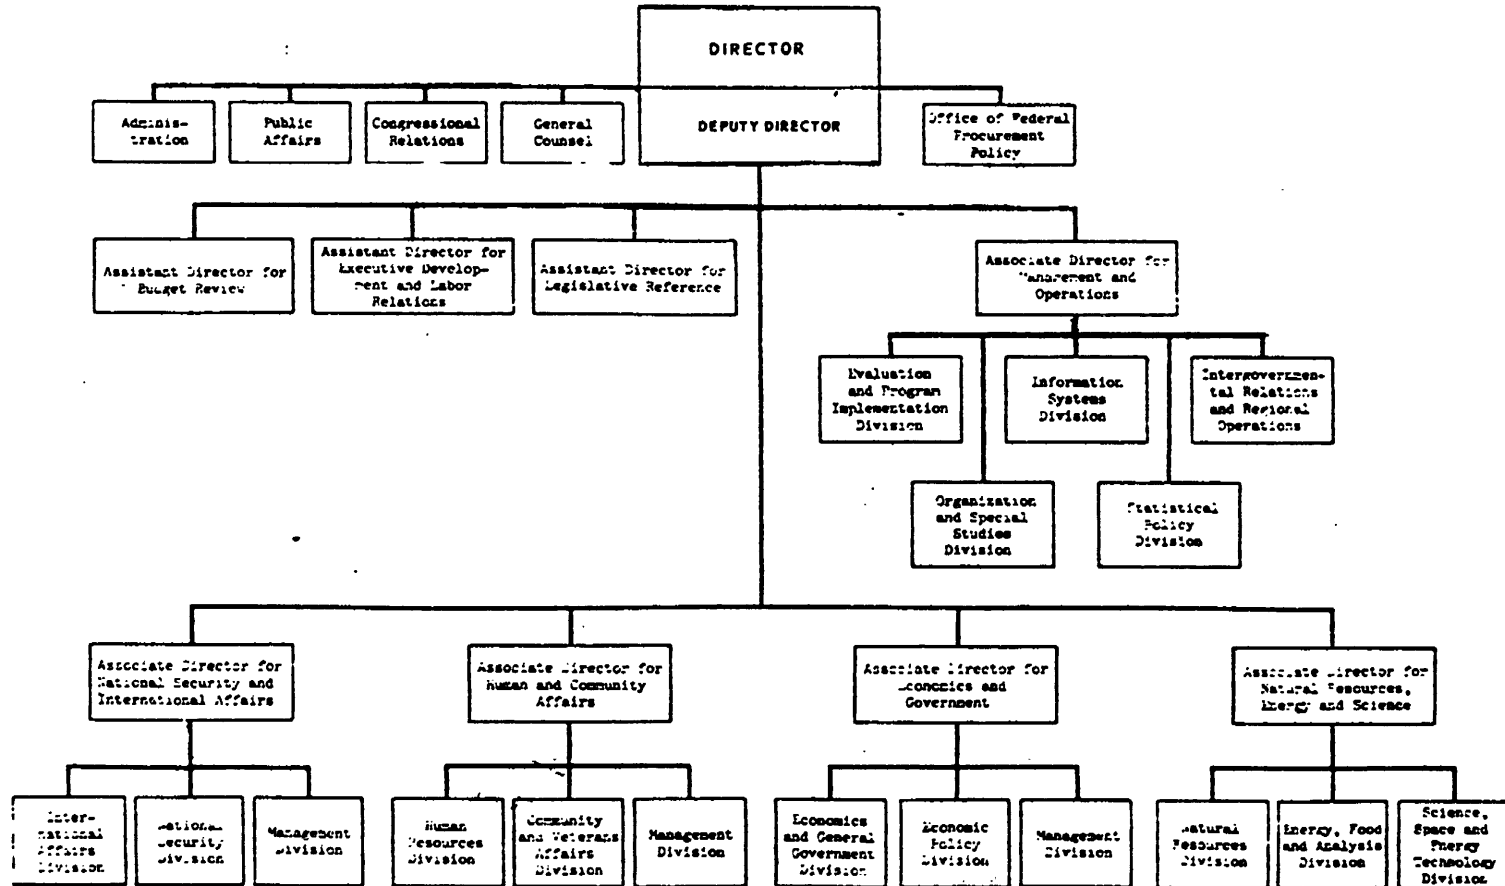 DIRECTOR
DEPUTY DIRECTOR
Adminis-
tration
Public
Affairs
Congressional
Relations
General
Counsel
Office of Federal
Procurement
Policy
Assistant Director for
Budget Review
Assistant Director for
Executive Develop-
ment and Labor
Relations
Assistant Director for
Legislative Reference
Associate Director for
Management and
Operations
Evaluation
and Program
Implementation
Division
Information
Systems
Division
Intergovernmen-
tal Relations
and Regional
Operations
Organization
and Special
Studies
Division
Statistical
Policy
Division
Associate Director for
National Security and
International Affairs
Associate Director for
Human and Community
Affairs
Associate Director for
Economics and
Government
Associate Director for
Natural Resources,
Energy and Science
Inter-
national
Affairs
Division
National
Security
Division
Management
Division
Human
Resources
Division
Community
and Veterans
Affairs
Division
Management
Division
Economics
and General
Government
Division
Economic
Policy
Division
Management
Division
Natural
Resources
Division
Energy, Food
and Analysis
Division
Science,
Space and
Energy
Technology
Division